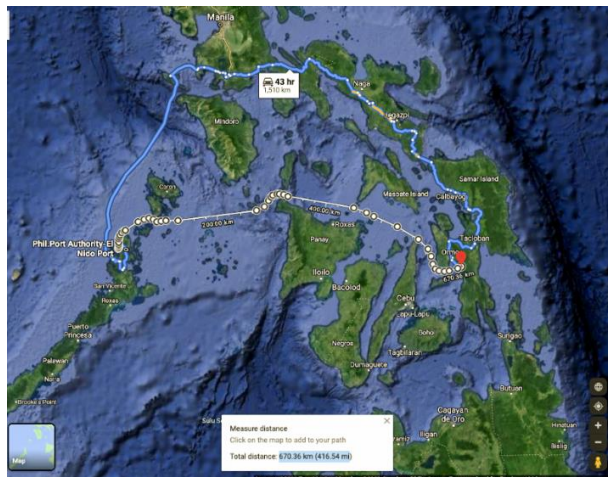 Manila
43 hr
1,510 km
Naga
Legazpi
Mindoro
Coron
Samar Island
Masbate Island
Calbayog
200.00 km
400.00 km
Roxas
Phil.Port Authority-El
Nido Port
Tacloban
Ormoc
Panay
670.36 km
San Vicente
Roxas
Iloilo
Bacolod
Cebu
Lapu-Lapu
Puerto
Princesa
Negros
Bohol
Tagbilaran
Surigao
Palawan
Narra
Dumaguete
Butuan
Brooke's Point
Cagayan
de Oro
Sulu
Iligan
Hinatuan
Bislig
Measure distance
Click on the map to add to your path
Total distance: 670.36 km (416.54 mi)
Map